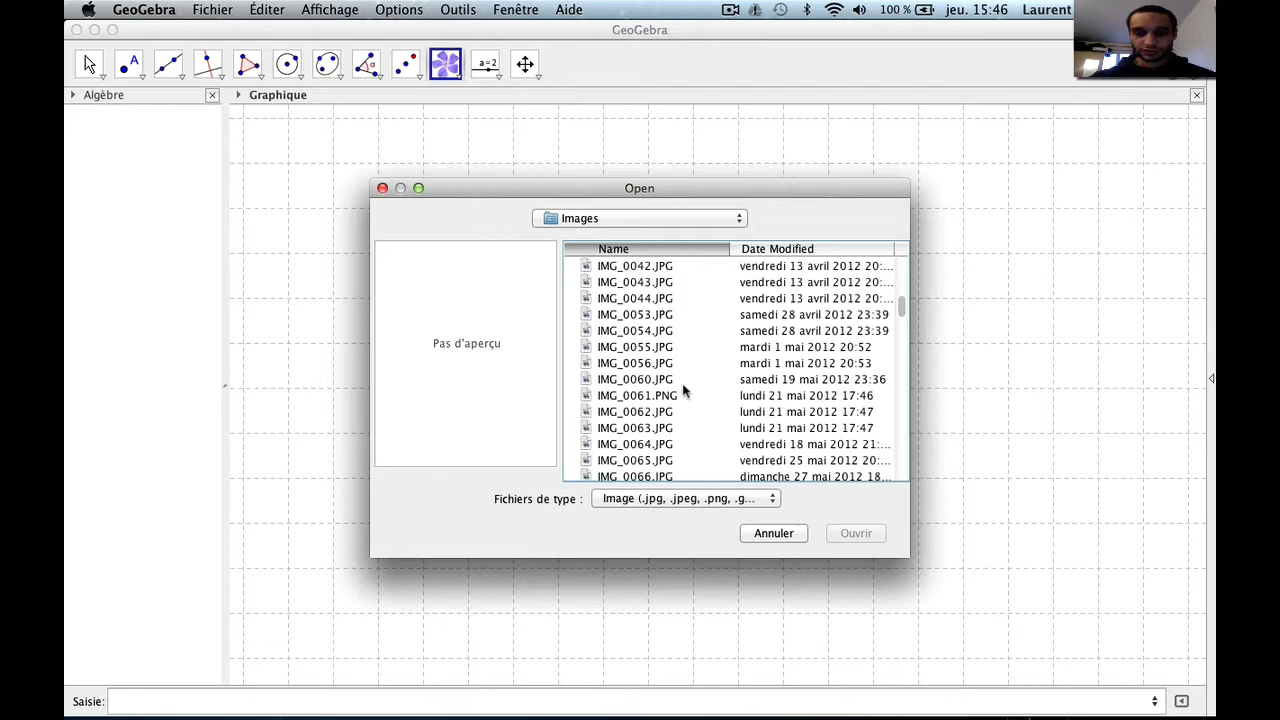 GeoGebra Fichier Éditer Affichage Options Outils Fenêtre Aide 100 % jeu. 15:46 Laurent
GeoGebra
A α a=2
Algèbre Graphique
Open
Images
Name Date Modified
IMG_0042.JPG vendredi 13 avril 2012 20:...
IMG_0043.JPG vendredi 13 avril 2012 20:...
IMG_0044.JPG vendredi 13 avril 2012 20:...
IMG_0053.JPG samedi 28 avril 2012 23:39
IMG_0054.JPG samedi 28 avril 2012 23:39
IMG_0055.JPG mardi 1 mai 2012 20:52
Pas d'aperçu
IMG_0056.JPG mardi 1 mai 2012 20:53
IMG_0060.JPG samedi 19 mai 2012 23:36
IMG_0061.PNG lundi 21 mai 2012 17:46
IMG_0062.JPG lundi 21 mai 2012 17:47
IMG_0063.JPG lundi 21 mai 2012 17:47
IMG_0064.JPG vendredi 18 mai 2012 21:...
IMG_0065.JPG vendredi 25 mai 2012 20:...
IMG_0066.JPG dimanche 27 mai 2012 18...
Fichiers de type : Image (.jpg, .jpeg, .png, .g...
Annuler Ouvrir
Saisie: